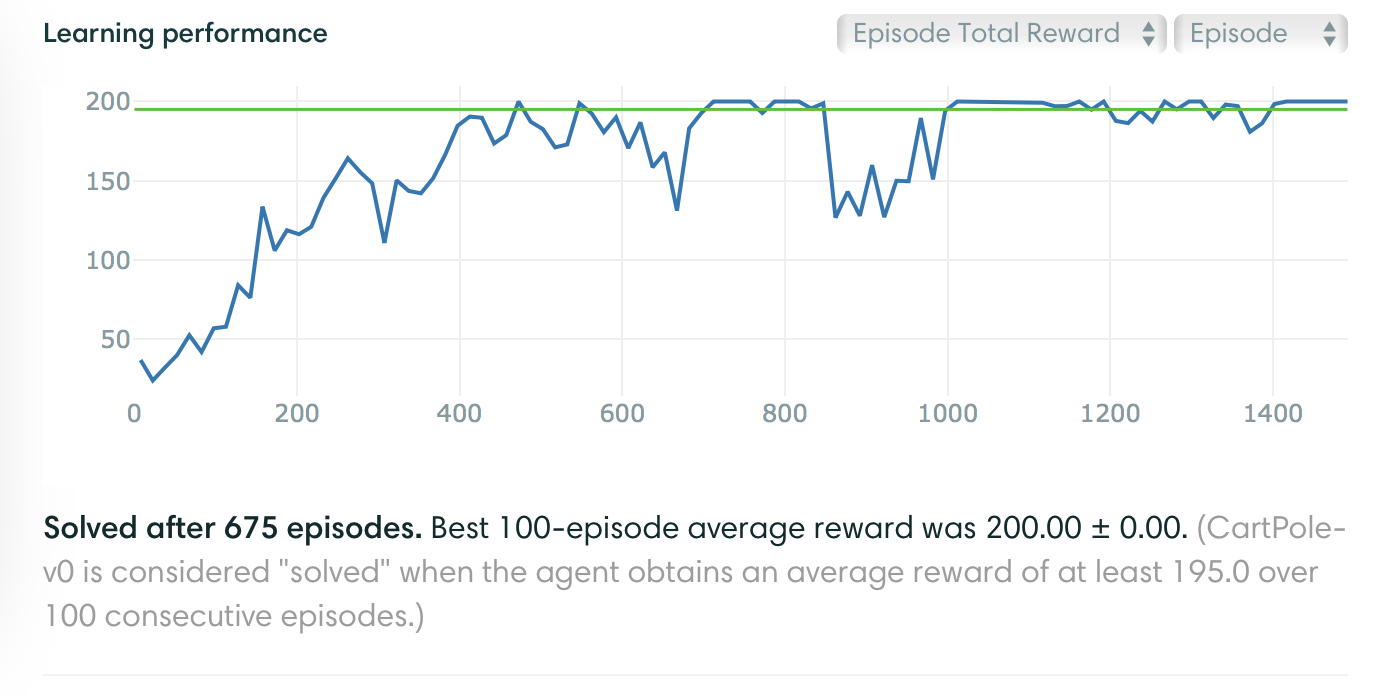 Learning performance
Episode Total Reward
Episode
200
150
100
50
0 200 400 600 800 1000 1200 1400
Solved after 675 episodes. Best 100-episode average reward was 200.00 ± 0.00. (CartPole-
v0 is considered "solved" when the agent obtains an average reward of at least 195.0 over
100 consecutive episodes.)